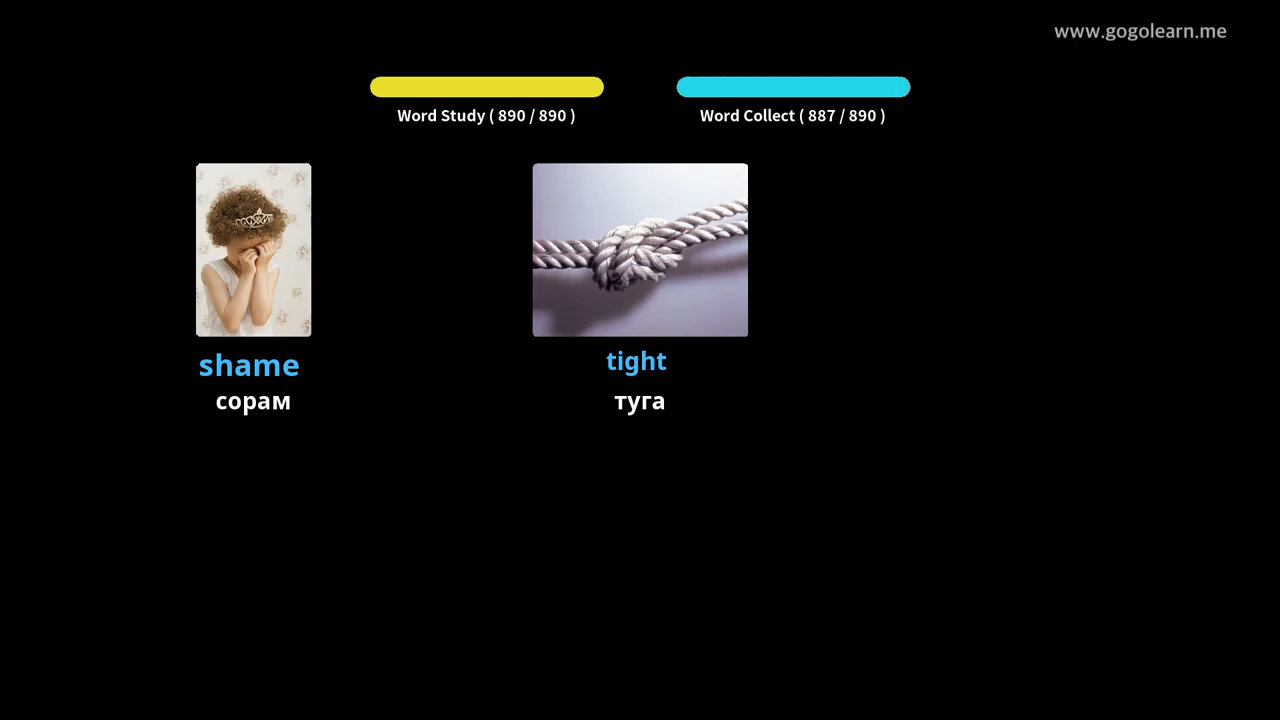 www.gogolearn.me
Word Study ( 890 / 890 )
Word Collect ( 887 / 890 )
shame
сорам
tight
туга